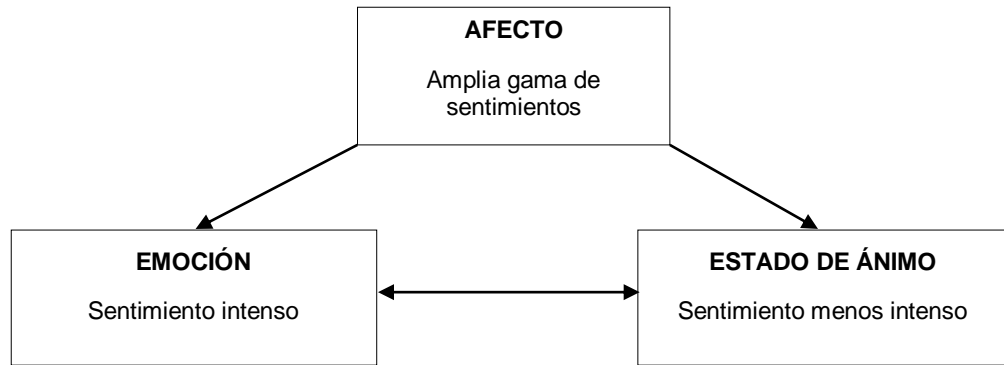 AFECTO
Amplia gama de
sentimientos
EMOCIÓN
Sentimiento intenso
ESTADO DE ÁNIMO
Sentimiento menos intenso